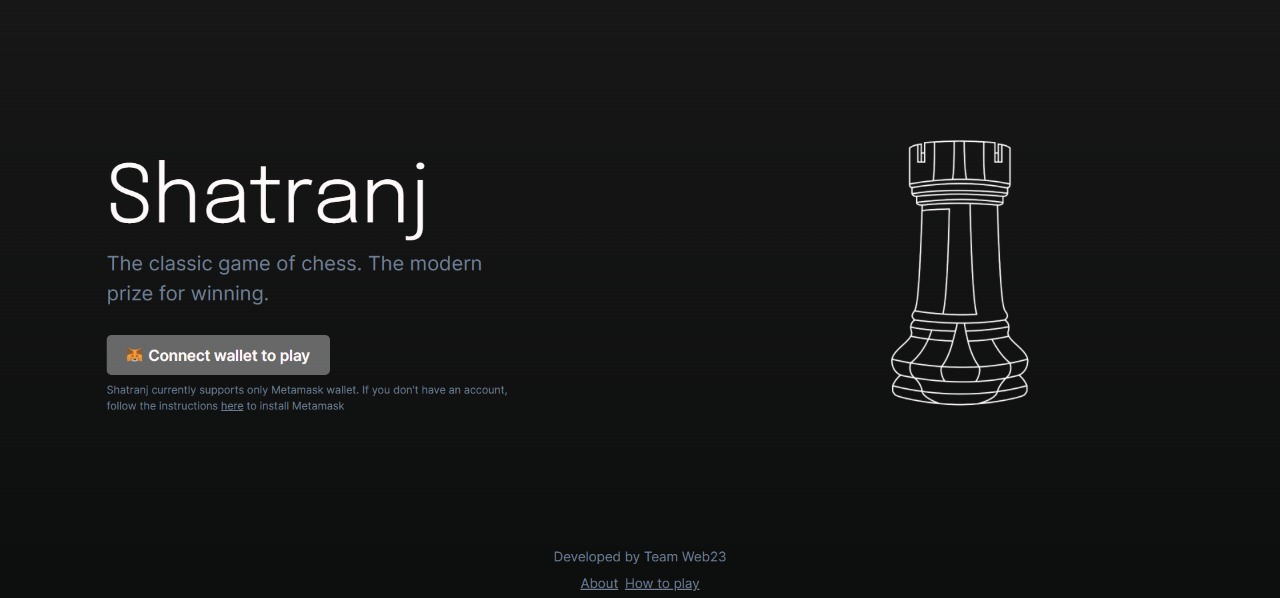 Shatranj
The classic game of chess. The modern
prize for winning.
Connect wallet to play
Shatranj currently supports only Metamask wallet. If you don't have an account,
follow the instructions here to install Metamask
Developed by Team Web23
About How to play